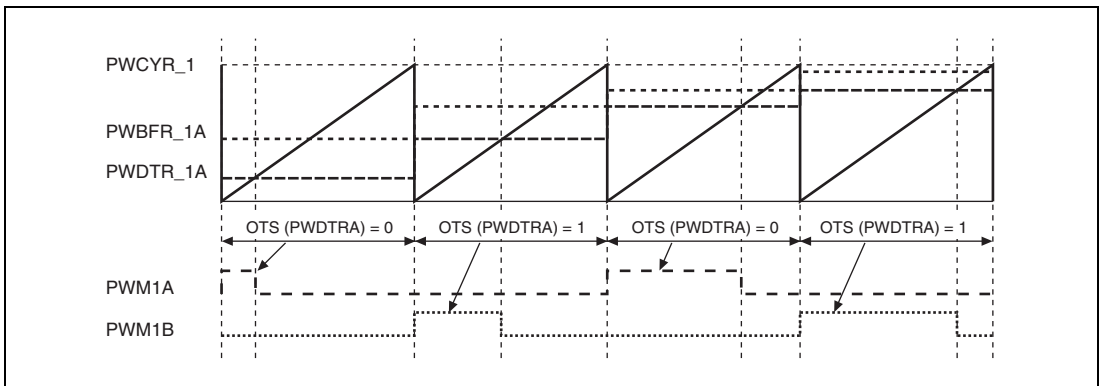 PWCYR_1
PWBFR_1A
PWDTR_1A
OTS (PWDTRA) = 0 OTS (PWDTRA) = 1 OTS (PWDTRA) = 0 OTS (PWDTRA) = 1
PWM1A
PWM1B